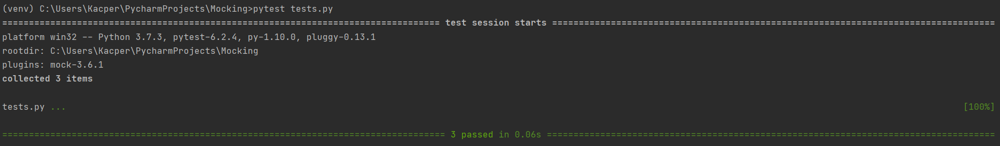 (venv) C:\Users\Kacper\PycharmProjects\Mocking>pytest tests.py
================================================================================== test session starts ===================================================================================
platform win32 -- Python 3.7.3, pytest-6.2.4, py-1.10.0, pluggy-0.13.1
rootdir: C:\Users\Kacper\PycharmProjects\Mocking
plugins: mock-3.6.1
collected 3 items
tests.py ... [100%]
=================================================================================== 3 passed in 0.06s ====================================================================================